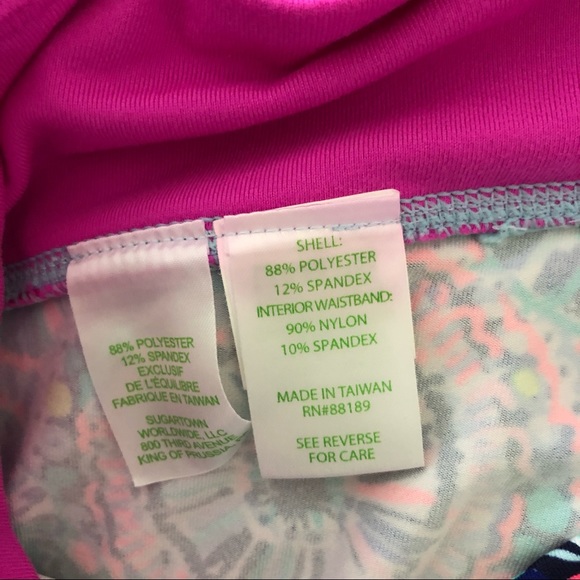 88% POLYESTER
12% SPANDEX
EXCLUSIF
DE L'ÉQUILIBRE
FABRIQUE EN TAIWAN
SUGARTOWN
WORLDWIDE, LLC
800 THIRD AVENUE
KING OF PRUSSIA
SHELL:
88% POLYESTER
12% SPANDEX
INTERIOR WAISTBAND:
90% NYLON
10% SPANDEX
MADE IN TAIWAN
RN#88189
SEE REVERSE
FOR CARE